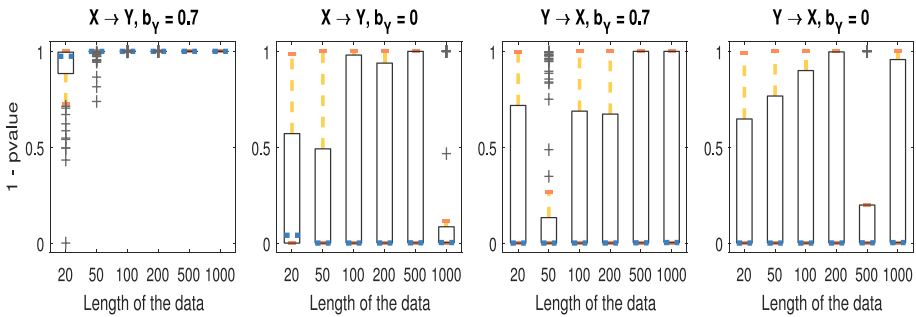 X → Y, b_Y = 0.7
X → Y, b_Y = 0
Y → X, b_Y = 0.7
Y → X, b_Y = 0
1 - pvalue
1
0.5
0
20 50 100 200 500 1000
Length of the data
1
0.5
0
20 50 100 200 500 1000
Length of the data
1
0.5
0
20 50 100 200 500 1000
Length of the data
1
0.5
0
20 50 100 200 500 1000
Length of the data